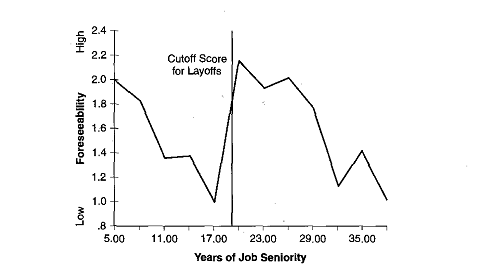 High
Foreseeability
Low
2.4
2.2
2.0
1.8
1.6
1.4
1.2
1.0
.8
Cutoff Score
for Layoffs
5.00 11.00 17.00 23.00 29.00 35.00
Years of Job Seniority